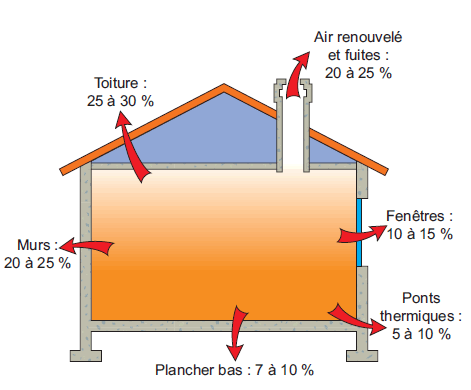 Air renouvelé
et fuites :
20 à 25 %
Toiture :
25 à 30 %
Fenêtres :
10 à 15 %
Murs :
20 à 25 %
Ponts
thermiques :
5 à 10 %
Plancher bas : 7 à 10 %